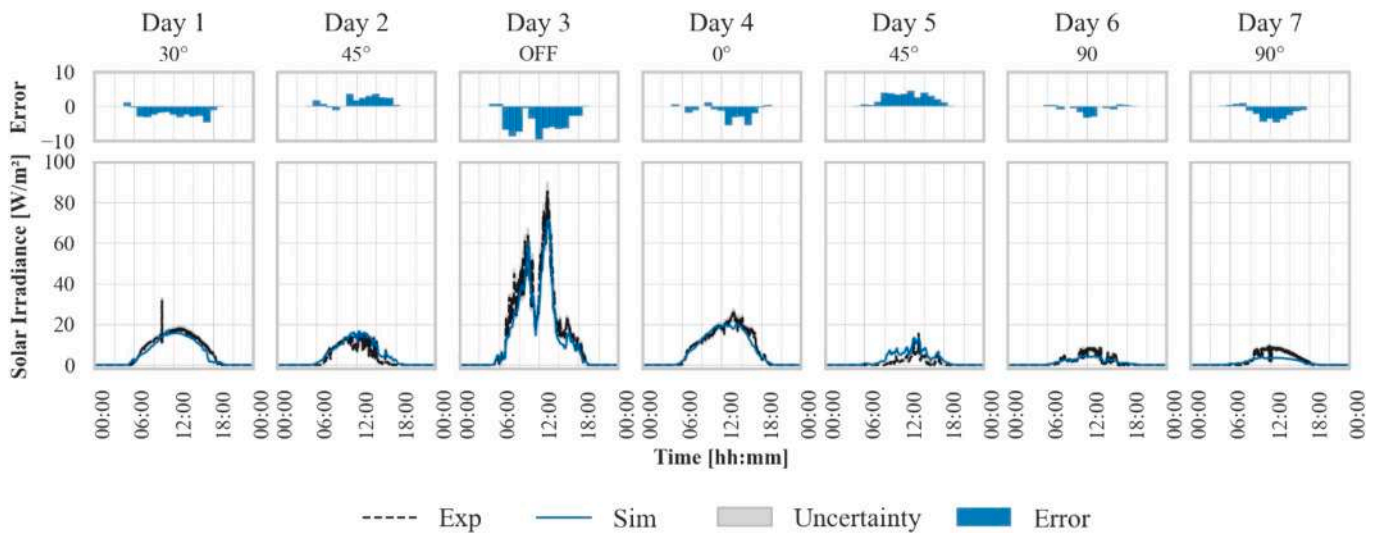 Day 1 Day 2 Day 3 Day 4 Day 5 Day 6 Day 7
30° 45° OFF 0° 45° 90 90°
Error
10
0
−10
Solar Irradiance [W/m²]
100
80
60
40
20
0
00:00 06:00 12:00 18:00 00:00 06:00 12:00 18:00 00:00 06:00 12:00 18:00 00:00 06:00 12:00 18:00 00:00 06:00 12:00 18:00 00:00 06:00 12:00 18:00 00:00 06:00 12:00 18:00 00:00
Time [hh:mm]
Exp Sim Uncertainty Error